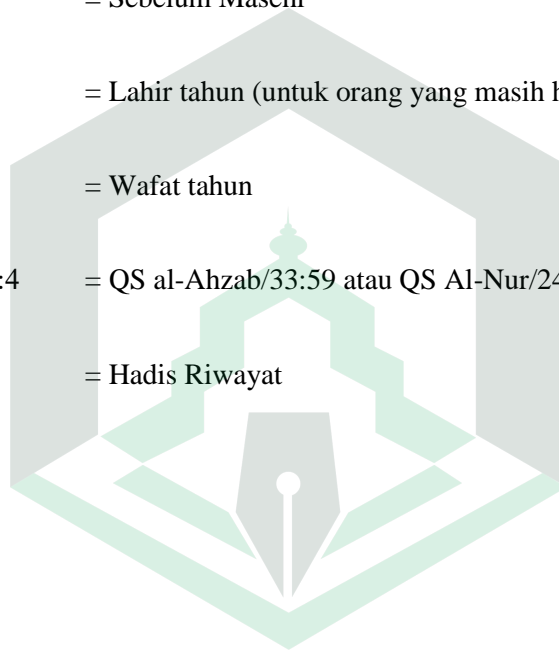 = Sebelum Masehi
= Lahir tahun (untuk orang yang masih h
= Wafat tahun
:4 = QS al-Ahzab/33:59 atau QS Al-Nur/24
= Hadis Riwayat